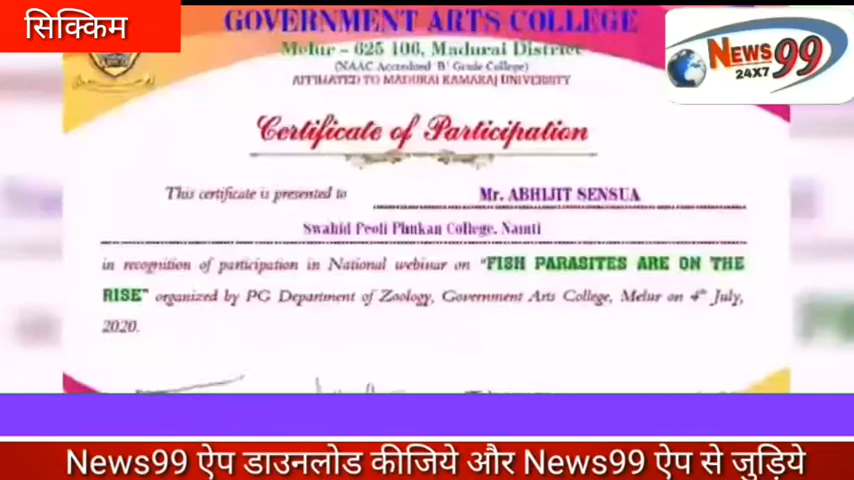 सिक्किम
GOVERNMENT ARTS COLLEGE
Melur - 625 106, Madurai District
(NAAC Accredited 'B' Grade College)
AFFILIATED TO MADURAI KAMARAJ UNIVERSITY
NEWS 99
24X7
Certificate of Participation
This certificate is presented to Mr. ABHIJIT SENSUA
Swahid Peoli Phukan College, Namti
in recognition of participation in National webinar on "FISH PARASITES ARE ON THE
RISE" organized by PG Department of Zoology, Government Arts College, Melur on 4th July,
2020.
News99 ऐप डाउनलोड कीजिये और News99 ऐप से जुड़िये